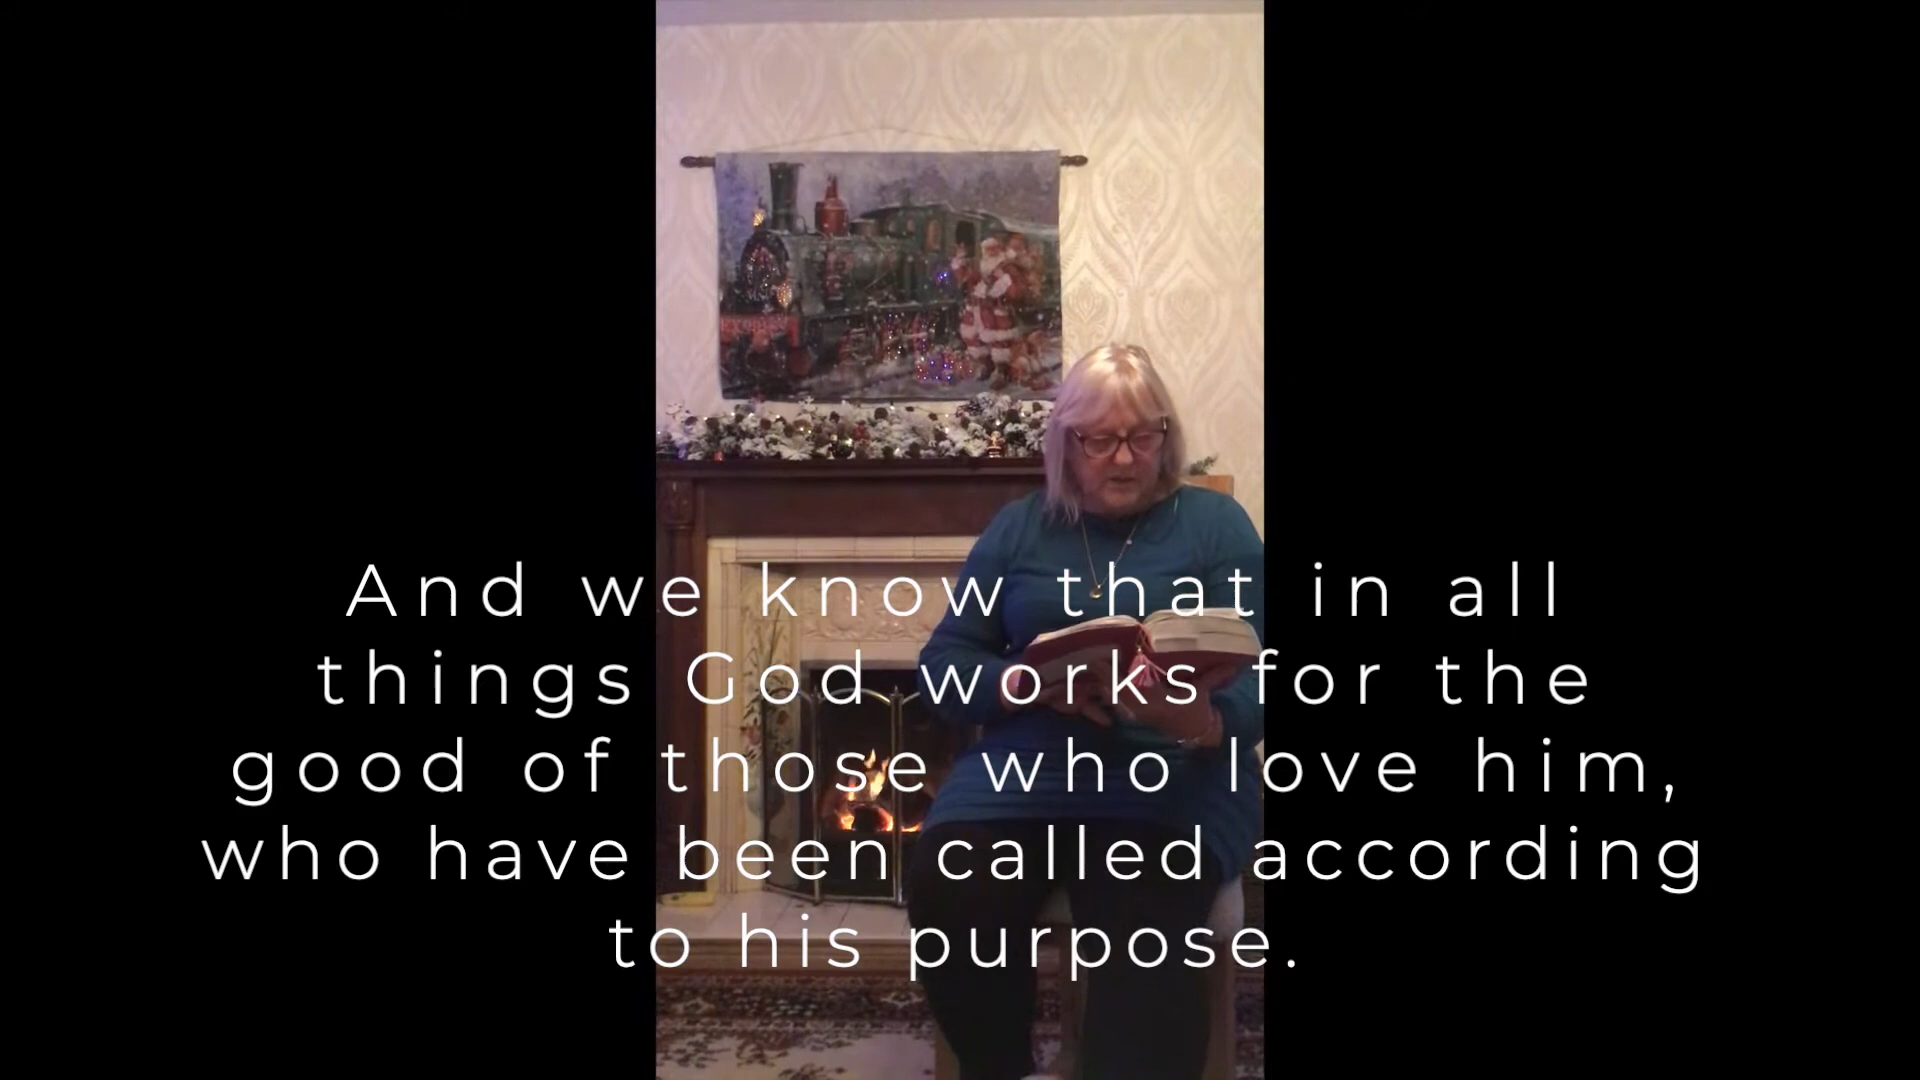 EXPRESS
And we know that in all
things God works for the
good of those who love him,
who have been called according
to his purpose.